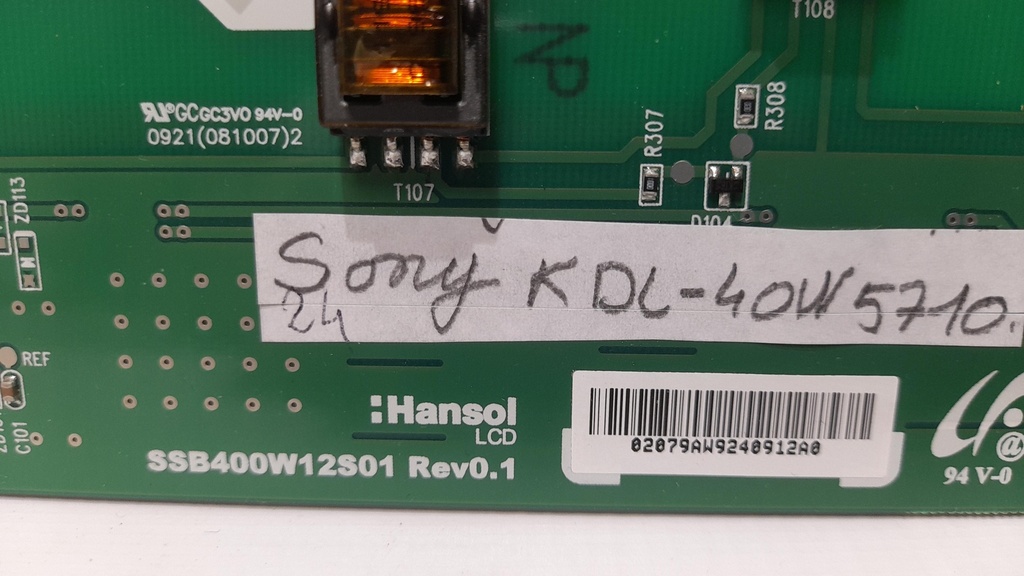 T108
NP
GC GC3V0 94V-0
0921(081007)2
R307
R308
T107
ZD113
D104
Sony KDL-40W5710.
24
REF
C101
:Hansol
LCD
SSB400W12S01 Rev0.1
02079AW9240912A0
@
94 V-0